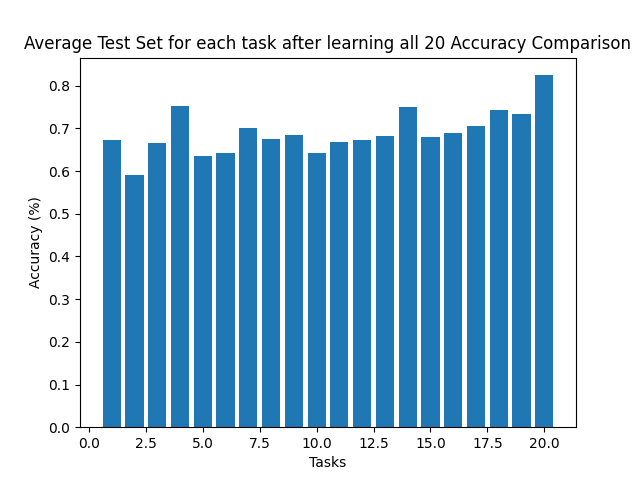 Average Test Set for each task after learning all 20 Accuracy Comparison
0.8
0.7
0.6
0.5
0.4
0.3
0.2
0.1
0.0
Accuracy (%)
0.0 2.5 5.0 7.5 10.0 12.5 15.0 17.5 20.0
Tasks